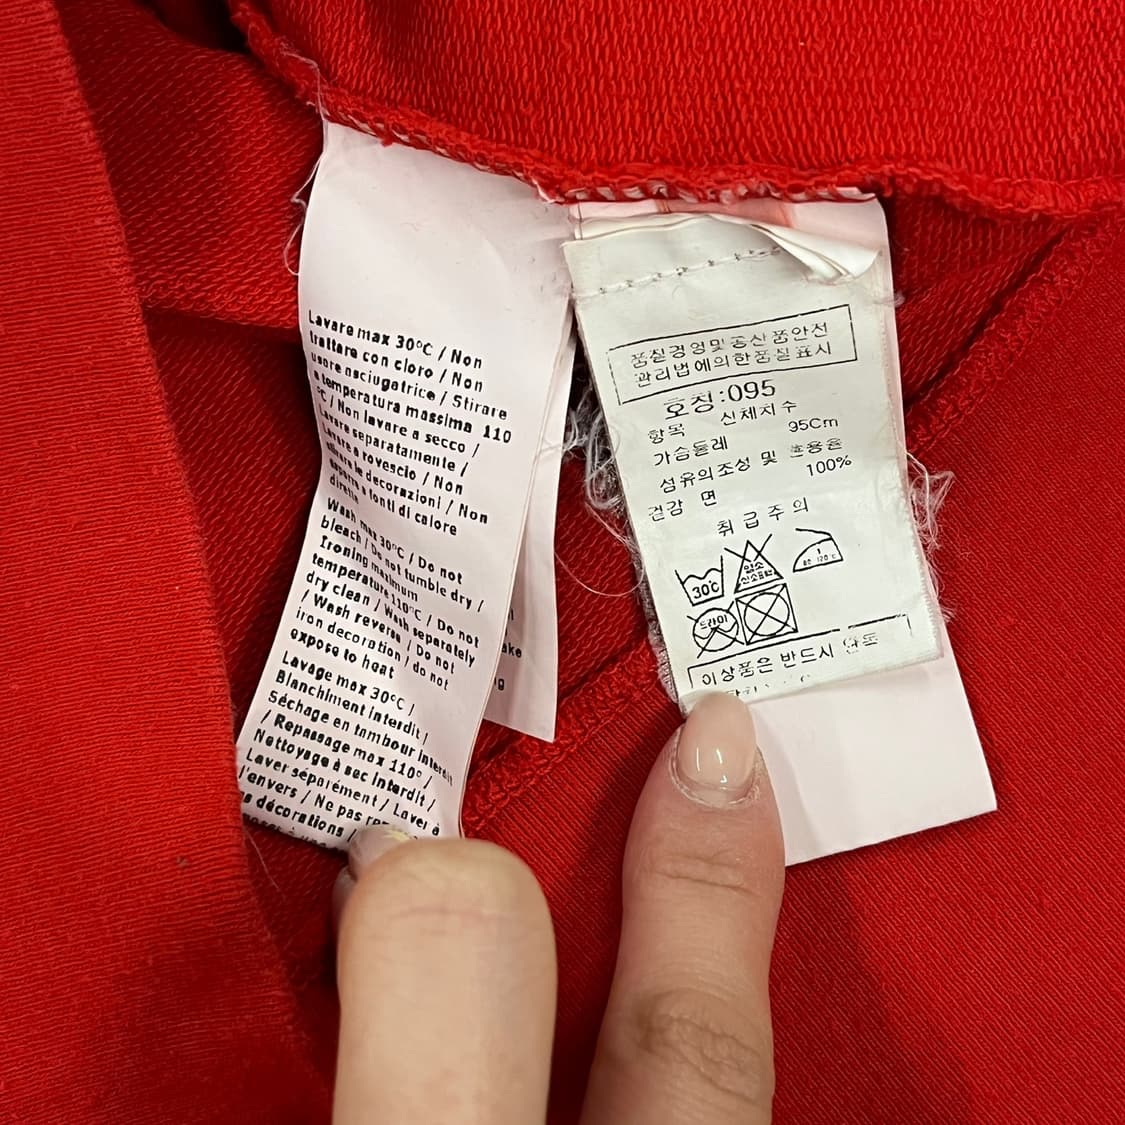 Lavare max 30°C / Non
trattare con cloro / Non
usare asciugatrice / Stirare
a temperatura massima 110
°C / Non lavare a secco /
Lavare separatamente /
Lavare a rovescio / Non
stirare le decorazioni / Non
esporre a fonti di calore
dirette
Wash max 30°C / Do not
bleach / Do not tumble dry /
Ironing maximum
temperature 110°C / Do not
dry clean / Wash separately
/ Wash reverse / Do not
iron decoration / do not
expose to heat
Lavage max 30°C /
Blanchiment interdit /
Séchage en tambour interdit
/ Repassage max 110° /
Nettoyage à sec interdit /
Laver séparément / Laver à
l'envers / Ne pas
décorations /
ake
g
품질경영및공산품안전
관리법에의한품질표시
호칭:095
항목 신체치수
가슴둘레 95Cm
섬유의조성 및 혼용율
겉감 면 100%
취급주의
30°C
염소
드라이
이상품은 반드시 단독